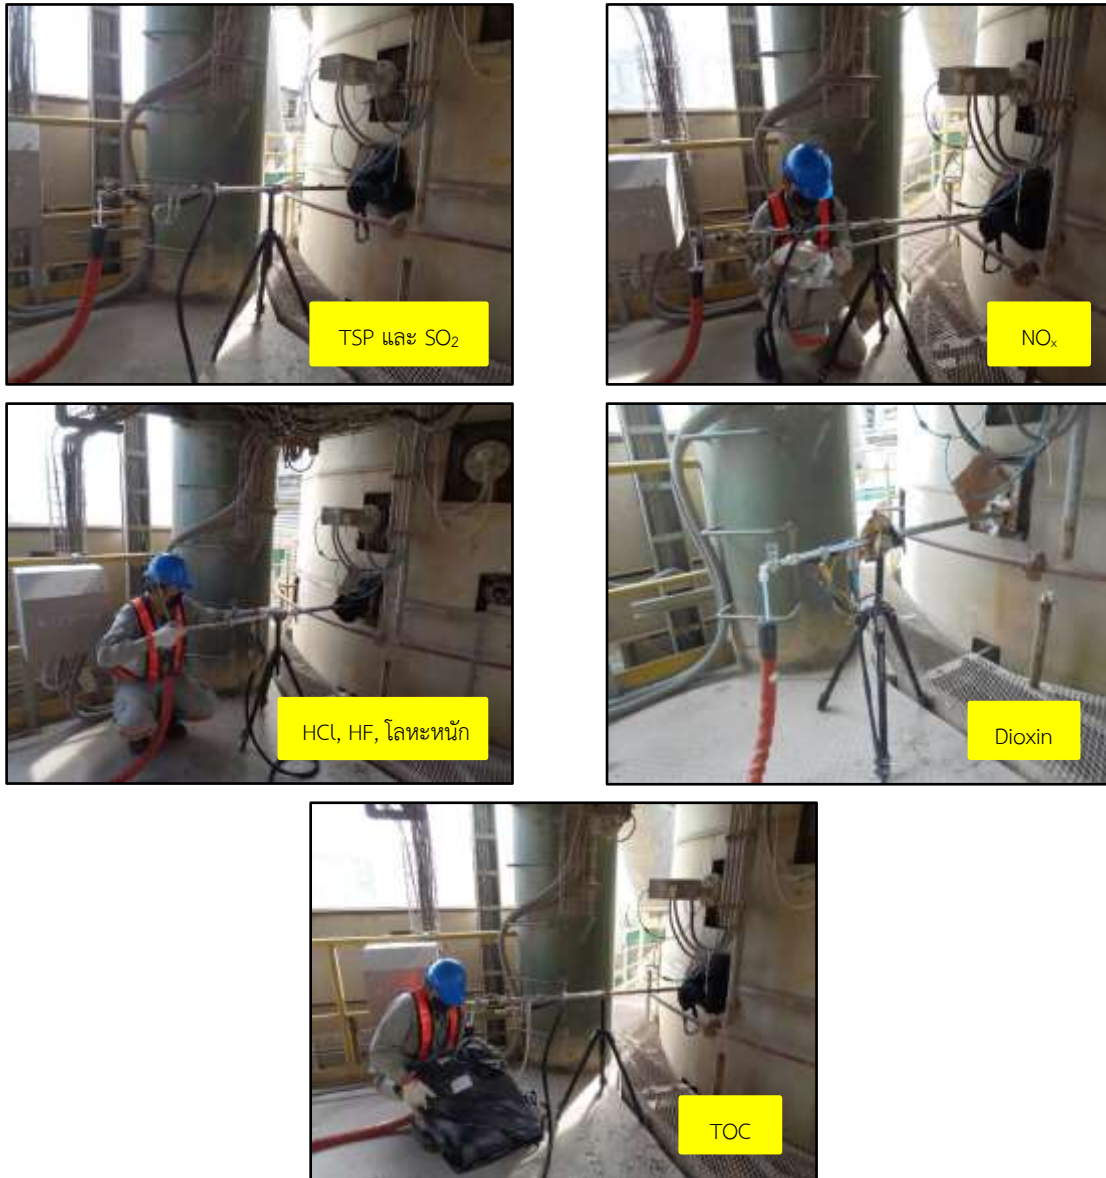 TSP และ SO₂
NOₓ
HCl, HF, โลหะหนัก
Dioxin
TOC